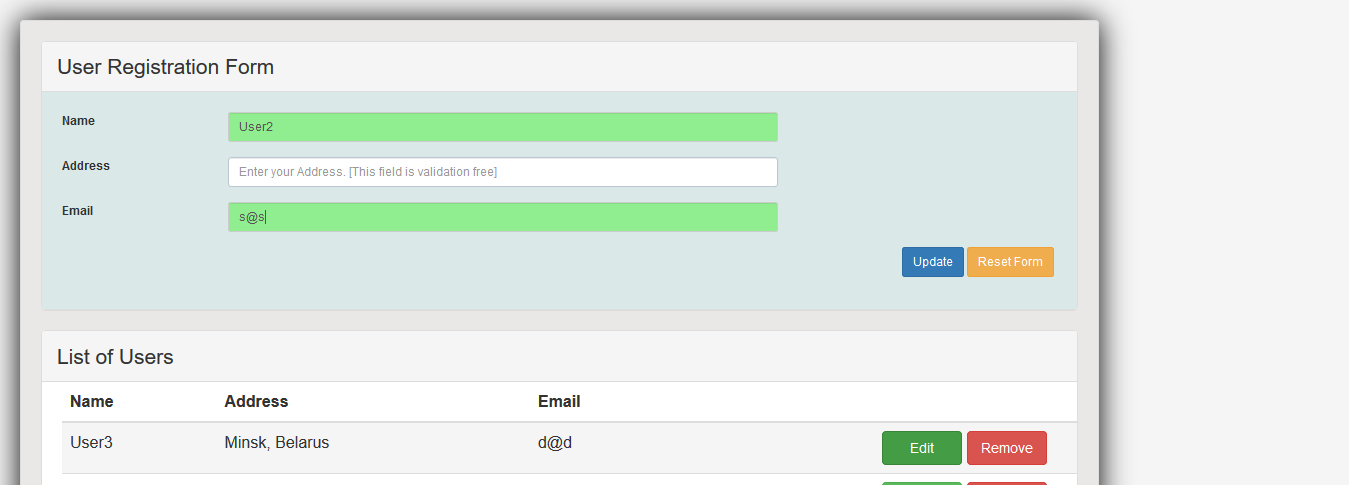 User Registration Form
Name
User2
Address
Enter your Address. [This field is validation free]
Email
s@s
Update Reset Form
List of Users
Name Address Email
User3 Minsk, Belarus d@d Edit Remove